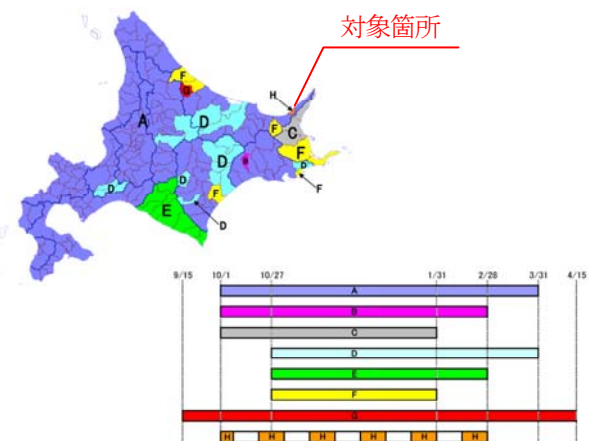 対象箇所
F
G
H
A
D
F
C
D
F
D
F
D
F
E
D
9/15 10/1 10/27 1/31 2/28 3/31 4/15
A
B
C
D
E
F
G
H H H H H H